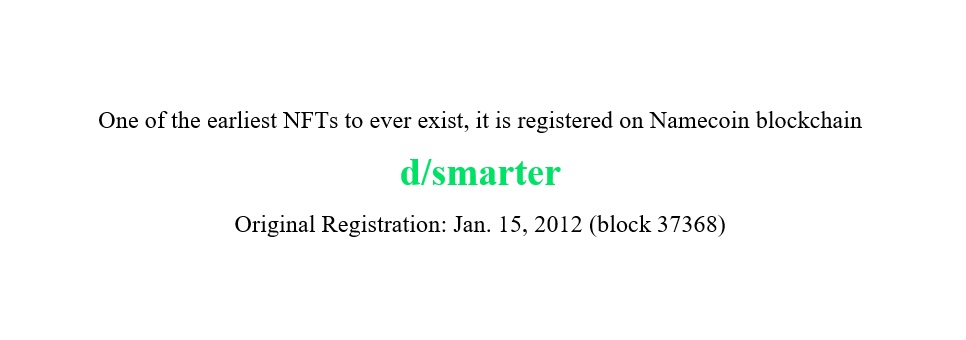 One of the earliest NFTs to ever exist, it is registered on Namecoin blockchain
d/smarter
Original Registration: Jan. 15, 2012 (block 37368)